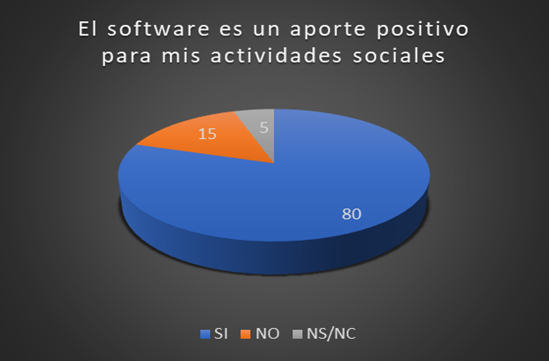 El software es un aporte positivo
para mis actividades sociales
5
15
80
SI NO NS/NC